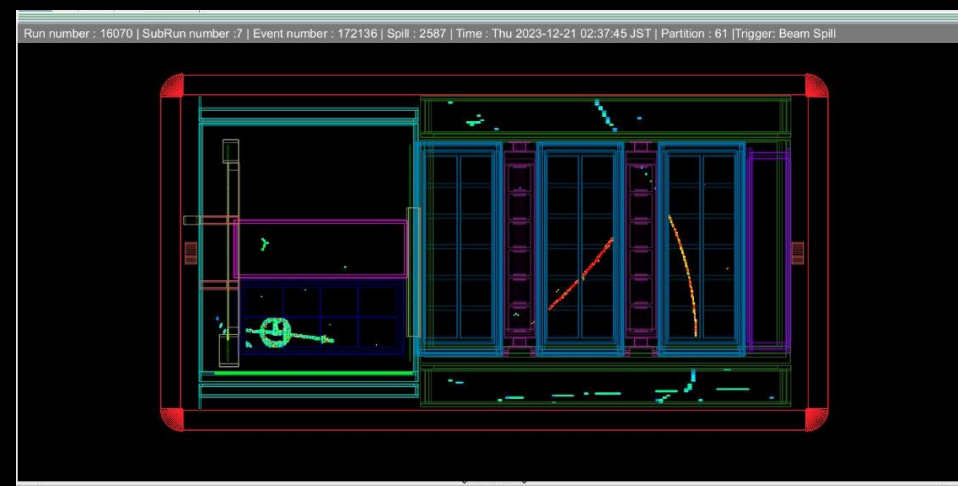 Run number : 16070 | SubRun number :7 | Event number : 172136 | Spill : 2587 | Time : Thu 2023-12-21 02:37:45 JST | Partition : 61 |Trigger: Beam Spill